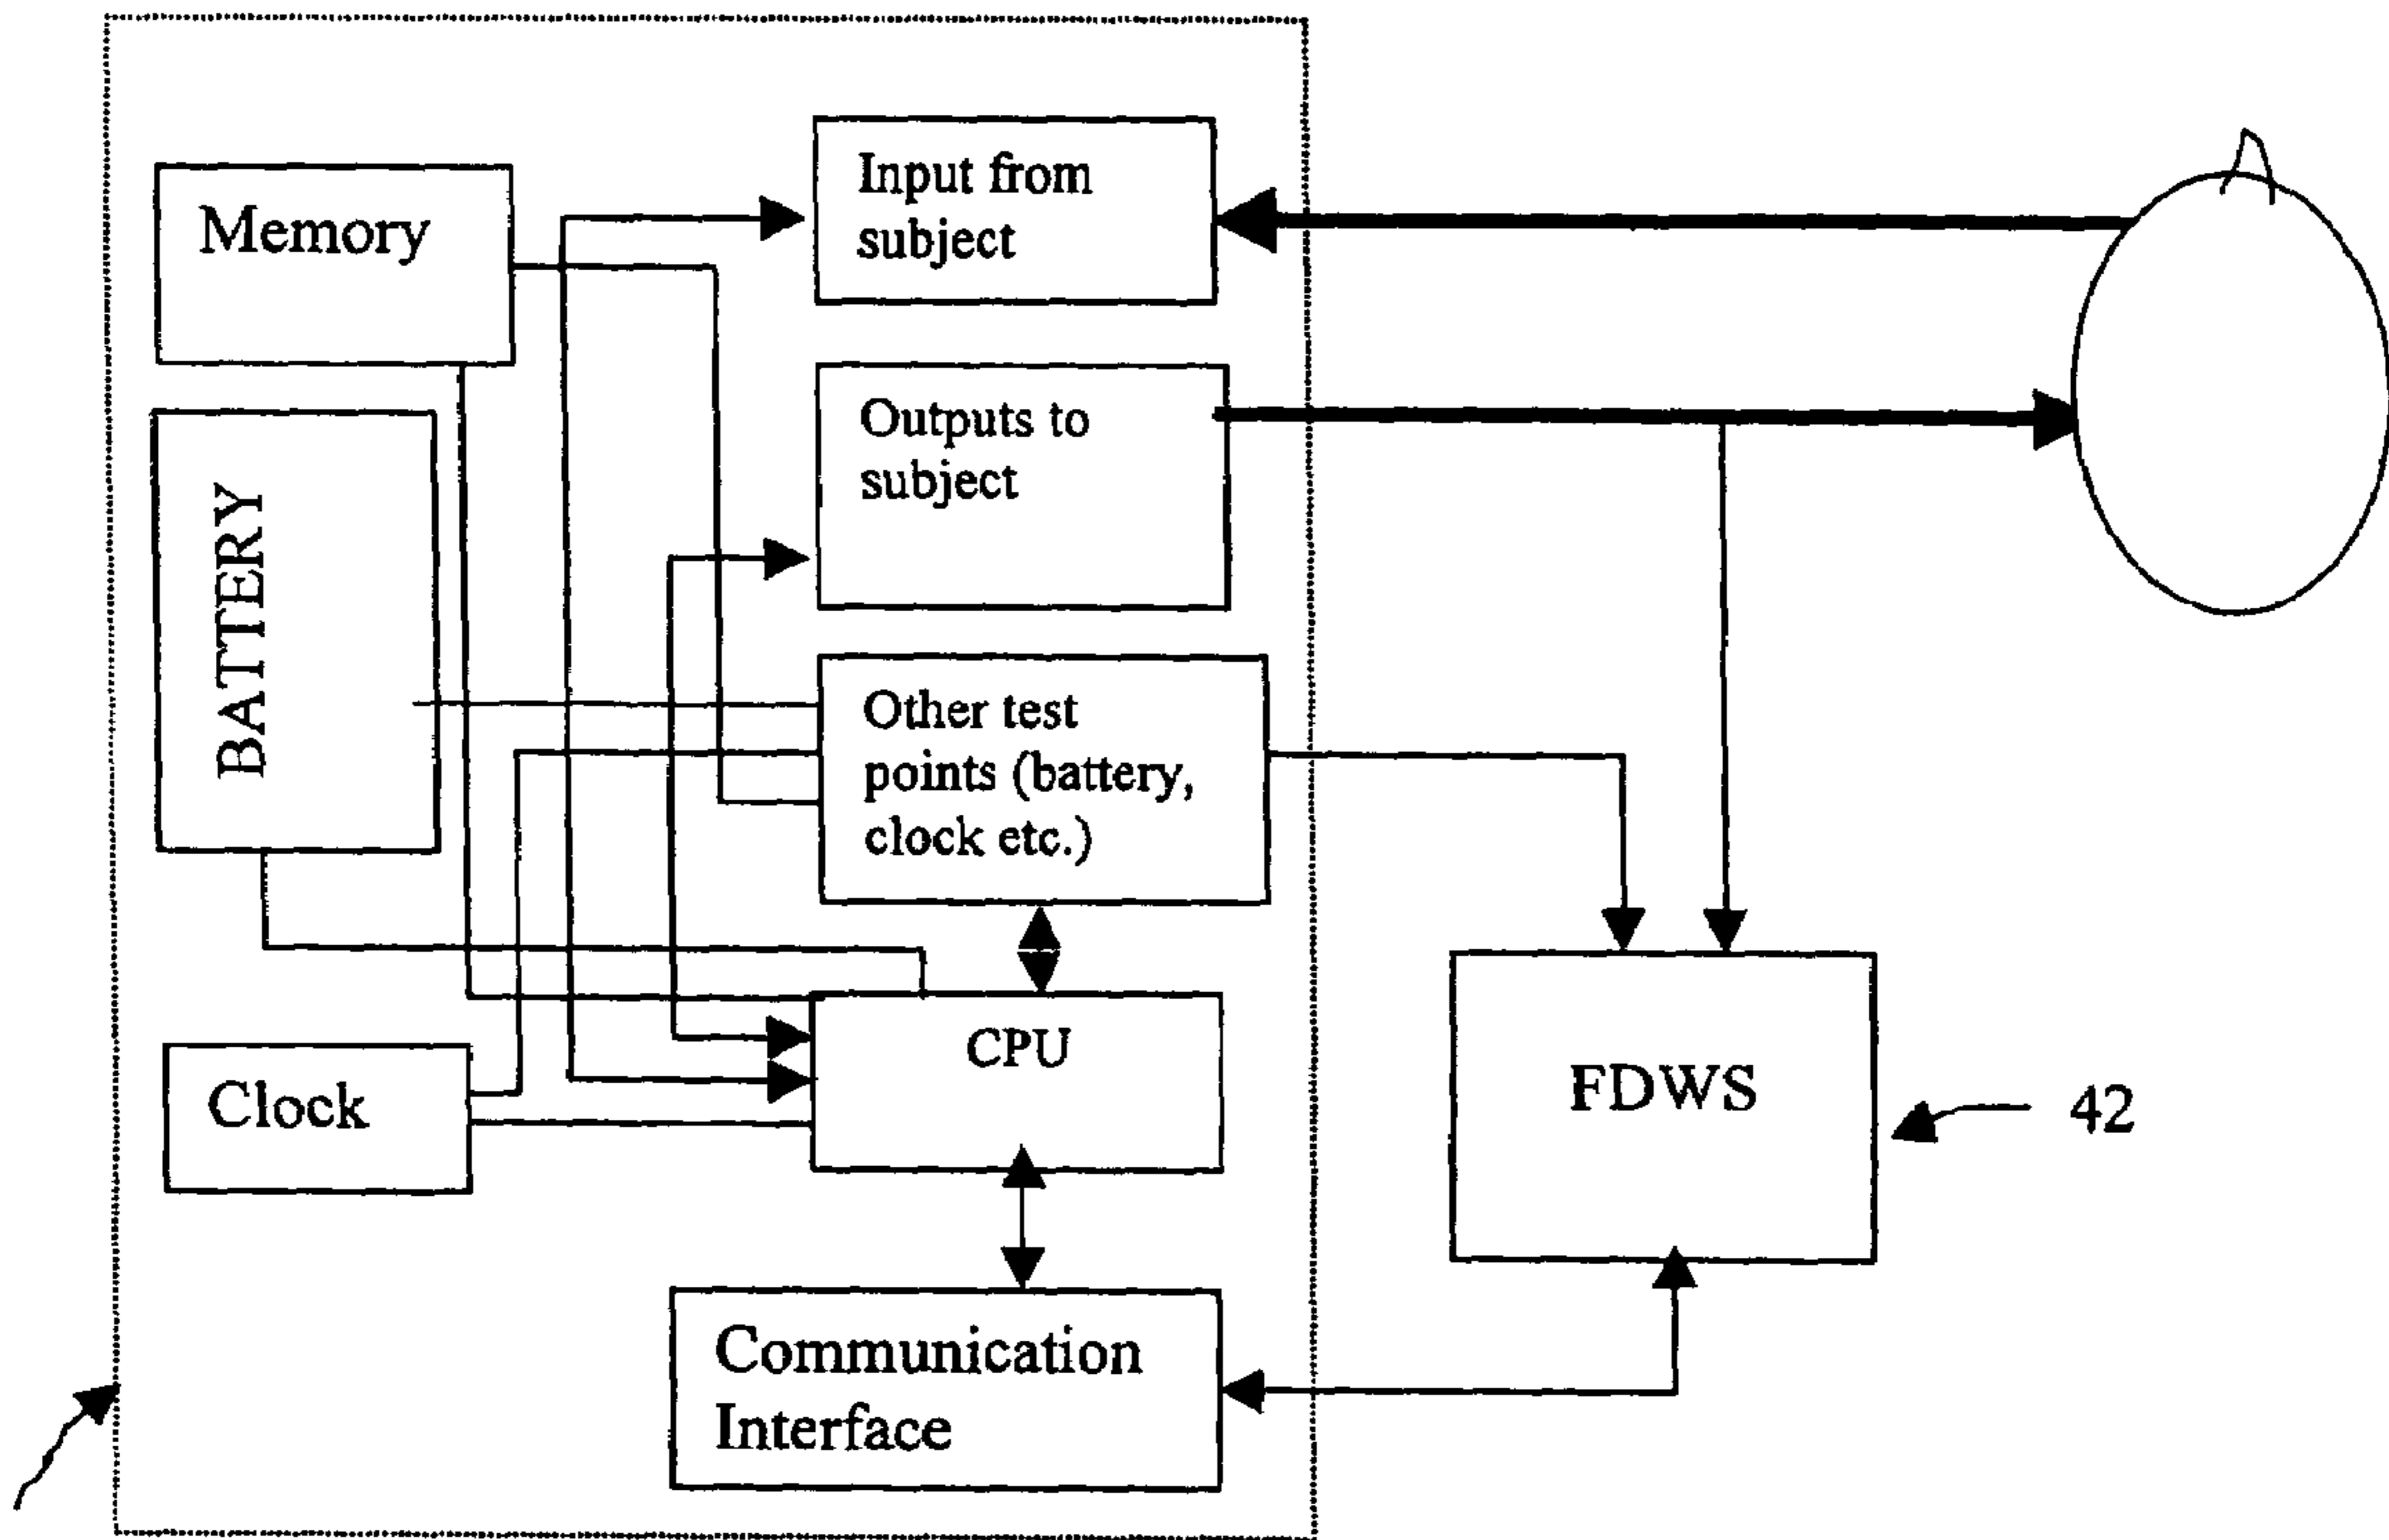 Memory
Input from
subject
Outputs to
subject
BATTERY
Other test
points (battery,
clock etc.)
CPU
Clock
FDWS
42
Communication
Interface